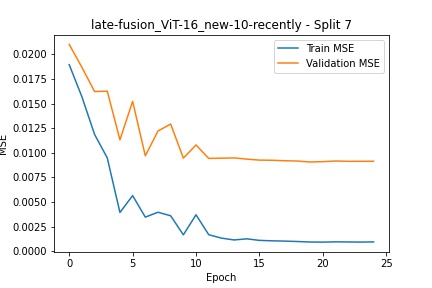 late-fusion_ViT-16_new-10-recently - Split 7
Train MSE
Validation MSE
0.0200
0.0175
0.0150
0.0125
0.0100
0.0075
0.0050
0.0025
0.0000
MSE
0 5 10 15 20 25
Epoch